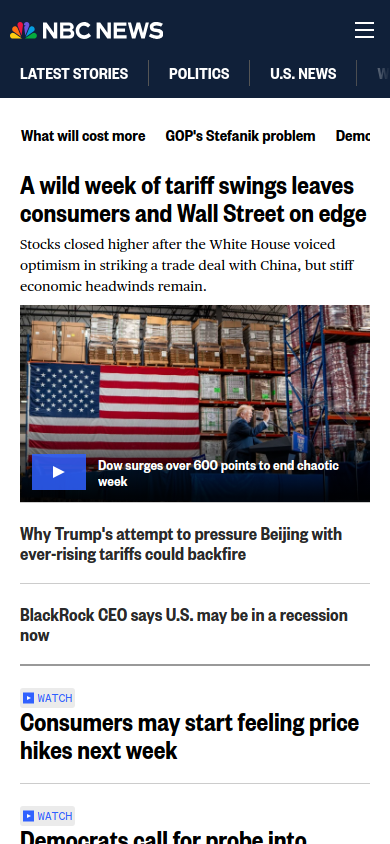 NBC NEWS
LATEST STORIES POLITICS U.S. NEWS
What will cost more GOP's Stefanik problem
A wild week of tariff swings leaves
consumers and Wall Street on edge
Stocks closed higher after the White House voiced
optimism in striking a trade deal with China, but stiff
economic headwinds remain.
Dow surges over 600 points to end chaotic
week
Why Trump's attempt to pressure Beijing with
ever-rising tariffs could backfire
BlackRock CEO says U.S. may be in a recession
now
WATCH
Consumers may start feeling price
hikes next week
WATCH
Democrats call for probe into